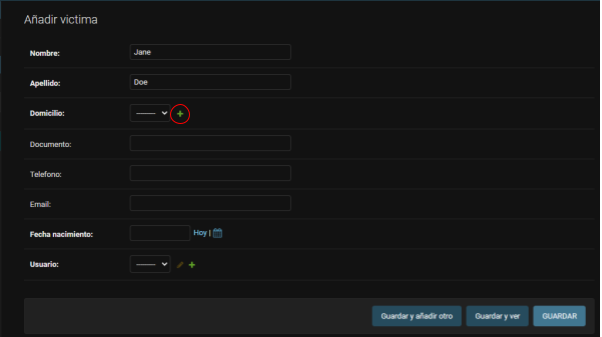 Añadir victima
Nombre: Jane
Apellido: Doe
Domicilio: --------
Documento:
Telefono:
Email:
Fecha nacimiento: Hoy |
Usuario: --------
Guardar y añadir otro Guardar y ver GUARDAR